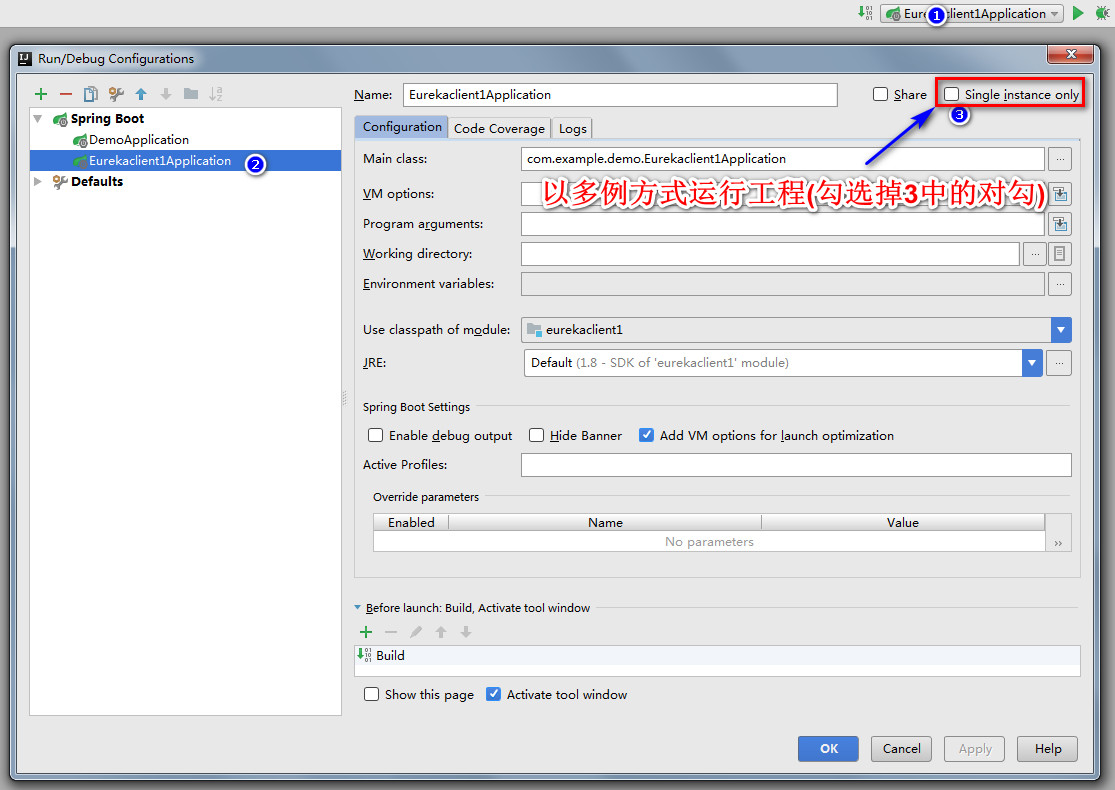 Eurekaclient1Application
1
Run/Debug Configurations
Name: Eurekaclient1Application Share Single instance only
3
Spring Boot
DemoApplication
Eurekaclient1Application 2
Defaults
Configuration Code Coverage Logs
Main class: com.example.demo.Eurekaclient1Application ...
VM options:
以多例方式运行工程(勾选掉3中的对勾)
Program arguments:
Working directory: ...
Environment variables: ...
Use classpath of module: eurekaclient1
JRE: Default (1.8 - SDK of 'eurekaclient1' module) ...
Spring Boot Settings
Enable debug output Hide Banner Add VM options for launch optimization
Active Profiles:
Override parameters
Enabled Name Value
No parameters »
Before launch: Build, Activate tool window
Build
Show this page Activate tool window
OK Cancel Apply Help